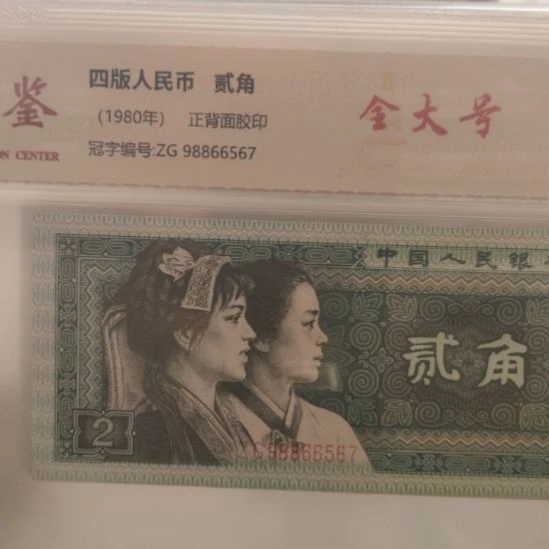 鉴
ON CENTER
四版人民币 贰角
（1980年） 正背面胶印
冠字编号:ZG 98866567
全大号
中国人民银
贰角
2
ZG98866567